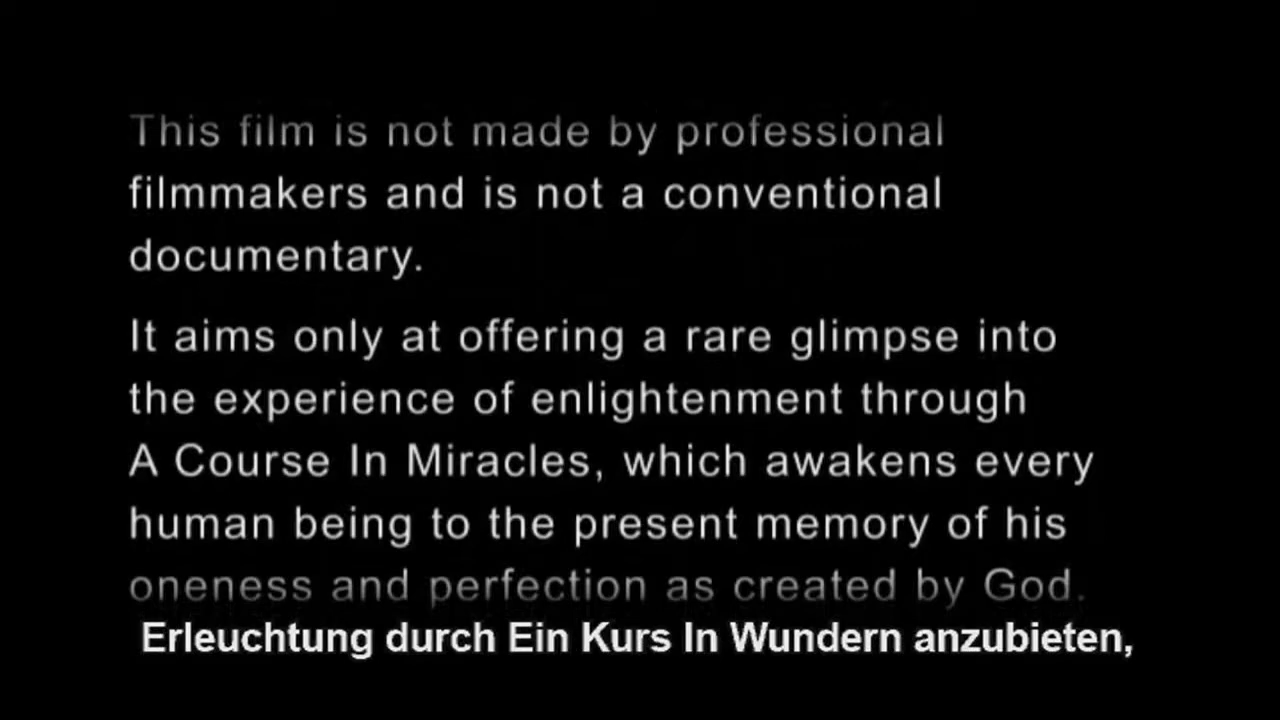 This film is not made by professional
filmmakers and is not a conventional
documentary.
It aims only at offering a rare glimpse into
the experience of enlightenment through
A Course In Miracles, which awakens every
human being to the present memory of his
oneness and perfection as created by God.
Erleuchtung durch Ein Kurs In Wundern anzubieten,